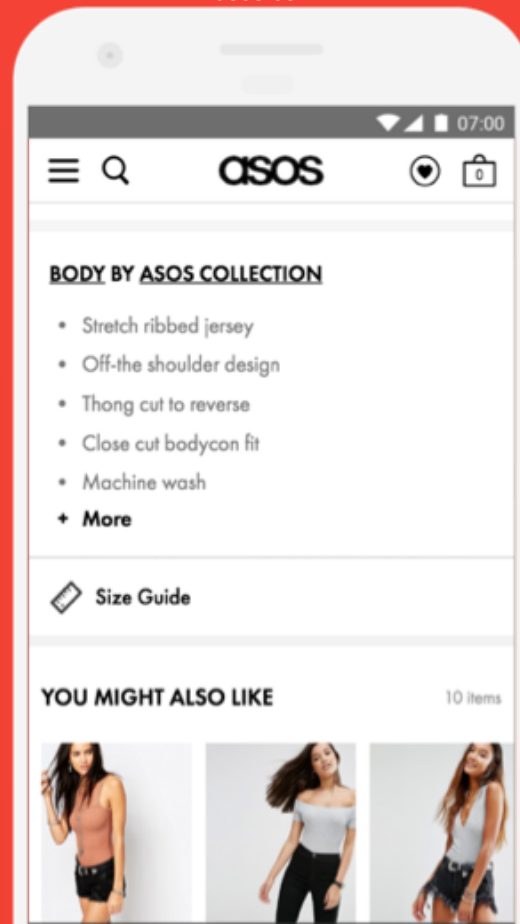 07:00
asos
0
BODY BY ASOS COLLECTION
• Stretch ribbed jersey
• Off-the shoulder design
• Thong cut to reverse
• Close cut bodycon fit
• Machine wash
+ More
Size Guide
YOU MIGHT ALSO LIKE
10 items